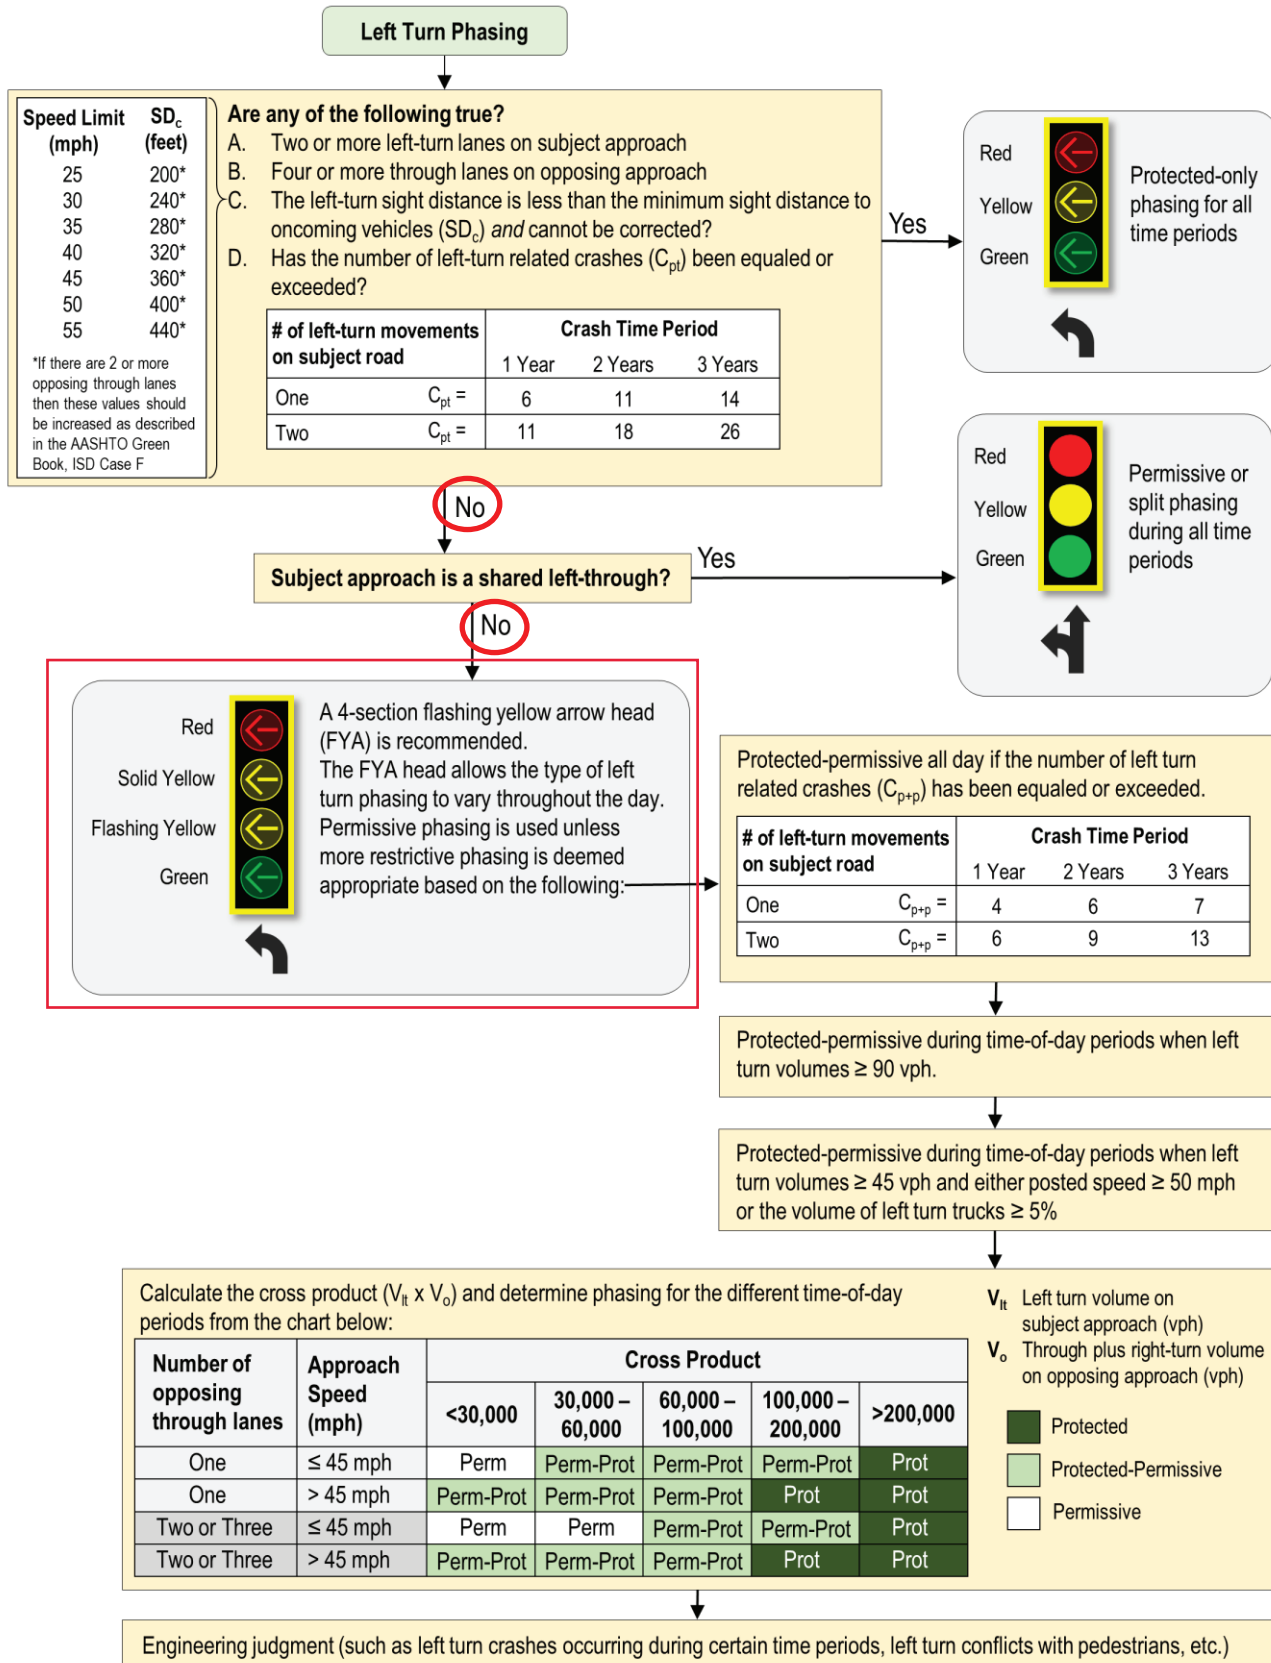 Left Turn Phasing
Speed Limit (mph) SDc (feet)
25 200*
30 240*
35 280*
40 320*
45 360*
50 400*
55 440*
*If there are 2 or more
opposing through lanes
then these values should
be increased as described
in the AASHTO Green
Book, ISD Case F
Are any of the following true?
A. Two or more left-turn lanes on subject approach
B. Four or more through lanes on opposing approach
C. The left-turn sight distance is less than the minimum sight distance to
oncoming vehicles (SDc) and cannot be corrected?
D. Has the number of left-turn related crashes (Cpt) been equaled or
exceeded?
# of left-turn movements on subject road
Crash Time Period
1 Year 2 Years 3 Years
One Cpt = 6 11 14
Two Cpt = 11 18 26
Yes
Red
Yellow
Green
Protected-only
phasing for all
time periods
No
Subject approach is a shared left-through?
Yes
Red
Yellow
Green
Permissive or
split phasing
during all time
periods
No
Red
Solid Yellow
Flashing Yellow
Green
A 4-section flashing yellow arrow head
(FYA) is recommended.
The FYA head allows the type of left
turn phasing to vary throughout the day.
Permissive phasing is used unless
more restrictive phasing is deemed
appropriate based on the following:
Protected-permissive all day if the number of left turn
related crashes (Cp+p) has been equaled or exceeded.
# of left-turn movements on subject road
Crash Time Period
1 Year 2 Years 3 Years
One Cp+p = 4 6 7
Two Cp+p = 6 9 13
Protected-permissive during time-of-day periods when left
turn volumes ≥ 90 vph.
Protected-permissive during time-of-day periods when left
turn volumes ≥ 45 vph and either posted speed ≥ 50 mph
or the volume of left turn trucks ≥ 5%
Calculate the cross product (Vlt x Vo) and determine phasing for the different time-of-day
periods from the chart below:
Number of opposing through lanes
Approach Speed (mph)
Cross Product
<30,000 30,000 – 60,000 60,000 – 100,000 100,000 – 200,000 >200,000
One ≤ 45 mph Perm Perm-Prot Perm-Prot Perm-Prot Prot
One > 45 mph Perm-Prot Perm-Prot Perm-Prot Prot Prot
Two or Three ≤ 45 mph Perm Perm Perm-Prot Perm-Prot Prot
Two or Three > 45 mph Perm-Prot Perm-Prot Perm-Prot Prot Prot
Vlt Left turn volume on
subject approach (vph)
Vo Through plus right-turn volume
on opposing approach (vph)
Protected
Protected-Permissive
Permissive
Engineering judgment (such as left turn crashes occurring during certain time periods, left turn conflicts with pedestrians, etc.)